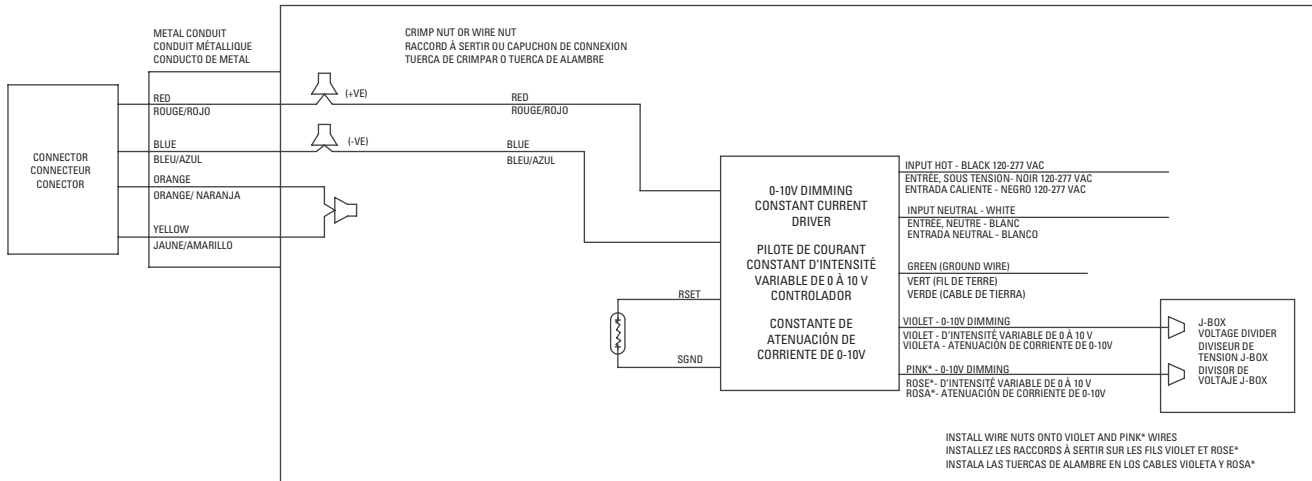 METAL CONDUIT
CONDUIT MÉTALLIQUE
CONDUCTO DE METAL
CRIMP NUT OR WIRE NUT
RACCORD À SERTIR OU CAPUCHON DE CONNEXION
TUERCA DE CRIMPAR O TUERCA DE ALAMBRE
CONNECTOR
CONNECTEUR
CONECTOR
RED
ROUGE/ROJO
BLUE
BLEU/AZUL
ORANGE
ORANGE/ NARANJA
YELLOW
JAUNE/AMARILLO
(+VE)
(-VE)
RED
ROUGE/ROJO
BLUE
BLEU/AZUL
RSET
SGND
0-10V DIMMING
CONSTANT CURRENT
DRIVER
PILOTE DE COURANT
CONSTANT D'INTENSITÉ
VARIABLE DE 0 À 10 V
CONTROLADOR
CONSTANTE DE
ATENUACIÓN DE
CORRIENTE DE 0-10V
INPUT HOT - BLACK 120-277 VAC
ENTRÉE, SOUS TENSION- NOIR 120-277 VAC
ENTRADA CALIENTE - NEGRO 120-277 VAC
INPUT NEUTRAL - WHITE
ENTRÉE, NEUTRE - BLANC
ENTRADA NEUTRAL - BLANCO
GREEN (GROUND WIRE)
VERT (FIL DE TERRE)
VERDE (CABLE DE TIERRA)
VIOLET - 0-10V DIMMING
VIOLET - D'INTENSITÉ VARIABLE DE 0 À 10 V
VIOLETA - ATENUACIÓN DE CORRIENTE DE 0-10V
PINK* - 0-10V DIMMING
ROSE*- D'INTENSITÉ VARIABLE DE 0 À 10 V
ROSA*- ATENUACIÓN DE CORRIENTE DE 0-10V
J-BOX
VOLTAGE DIVIDER
DIVISEUR DE
TENSION J-BOX
DIVISOR DE
VOLTAJE J-BOX
INSTALL WIRE NUTS ONTO VIOLET AND PINK* WIRES
INSTALLEZ LES RACCORDS À SERTIR SUR LES FILS VIOLET ET ROSE*
INSTALA LAS TUERCAS DE ALAMBRE EN LOS CABLES VIOLETA Y ROSA*